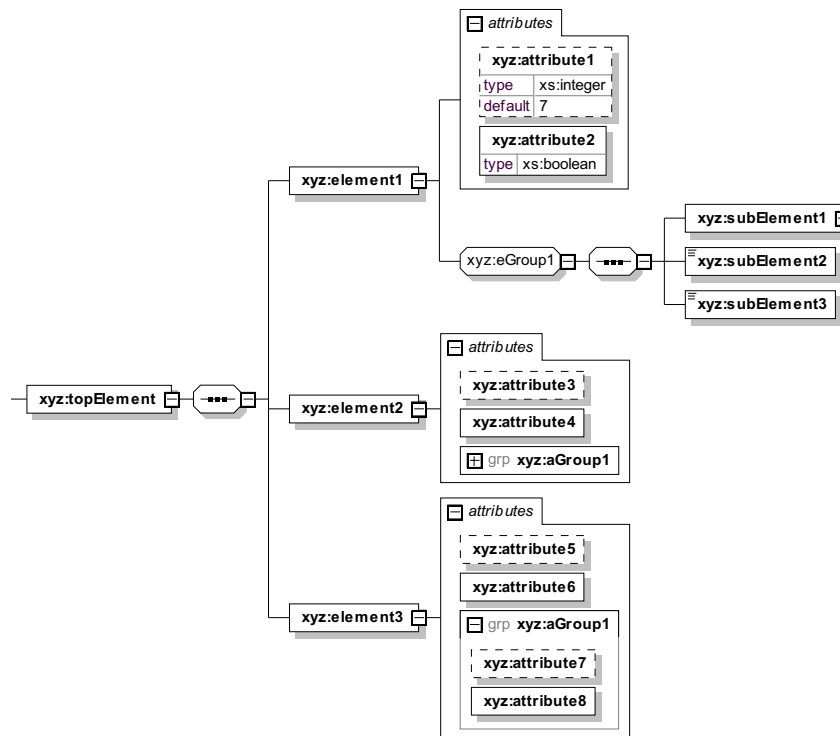 attributes
xyz:attribute1
type xs:integer
default 7
xyz:attribute2
type xs:boolean
xyz:element1
xyz:eGroup1
xyz:subElement1
xyz:subElement2
xyz:subElement3
xyz:topElement
xyz:element2
attributes
xyz:attribute3
xyz:attribute4
grp xyz:aGroup1
xyz:element3
attributes
xyz:attribute5
xyz:attribute6
grp xyz:aGroup1
xyz:attribute7
xyz:attribute8